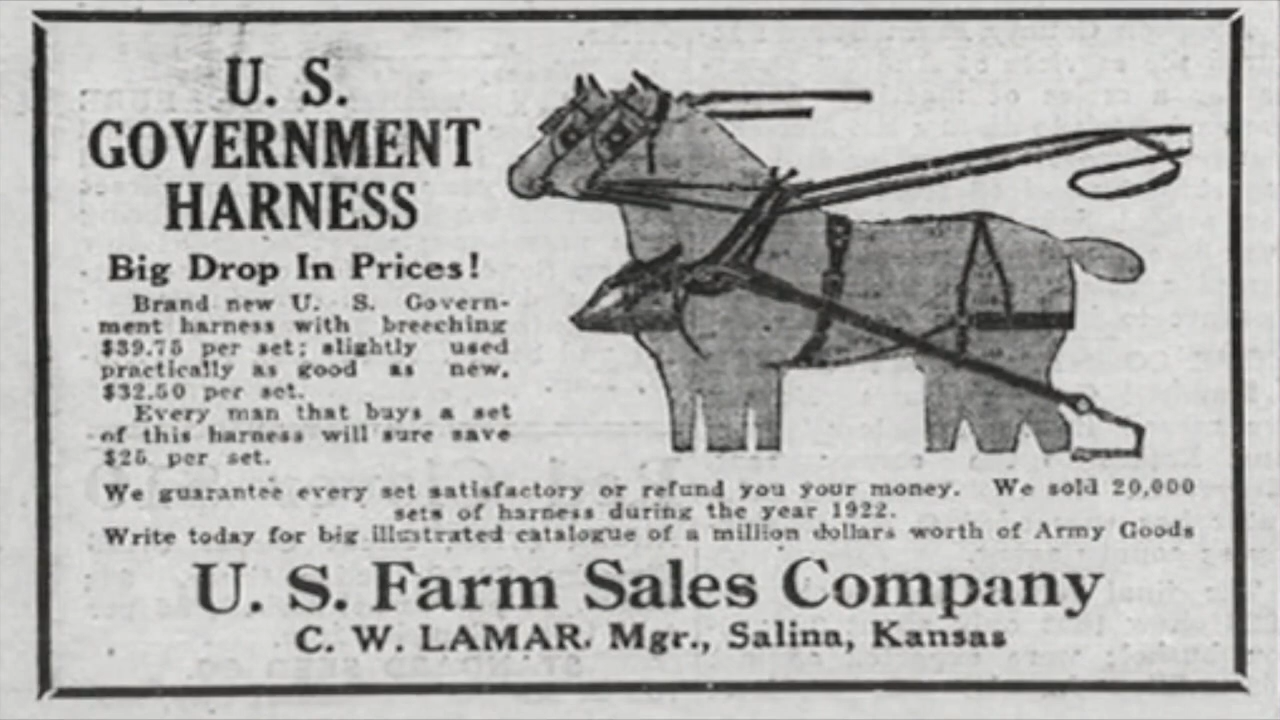 U. S.
GOVERNMENT
HARNESS
Big Drop In Prices!
Brand new U. S. Govern-
ment harness with breeching
$39.75 per set; slightly used
practically as good as new,
$32.50 per set.
Every man that buys a set
of this harness will sure save
$25 per set.
We guarantee every set satisfactory or refund you your money. We sold 20,000
sets of harness during the year 1922.
Write today for big illustrated catalogue of a million dollars worth of Army Goods
U. S. Farm Sales Company
C. W. LAMAR, Mgr., Salina, Kansas